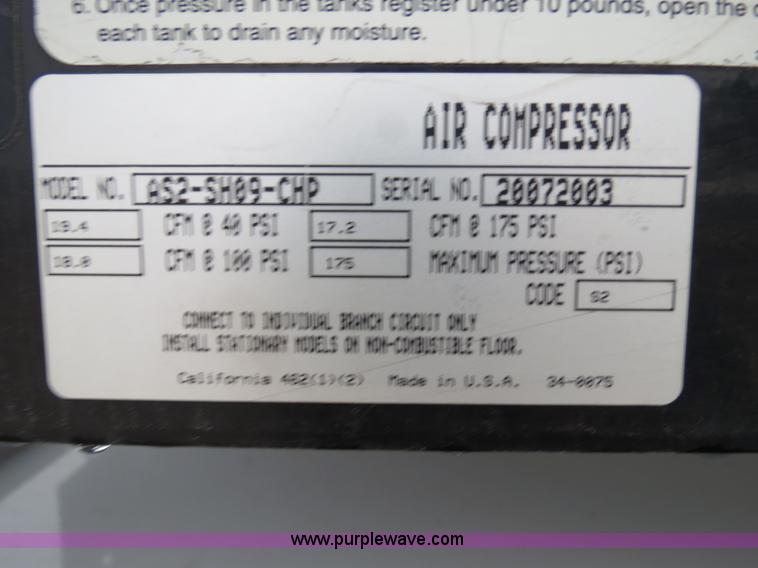 6. Once pressure in the tanks register under 10 pounds, open the
each tank to drain any moisture.
AIR COMPRESSOR
MODEL NO. AS2-SH09-CHP SERIAL NO. 20072003
19.4 CFM @ 40 PSI 17.2 CFM @ 175 PSI
18.0 CFM @ 100 PSI 175 MAXIMUM PRESSURE (PSI)
CODE S2
CONNECT TO INDIVIDUAL BRANCH CIRCUIT ONLY
INSTALL STATIONARY MODELS ON NON-COMBUSTIBLE FLOOR.
California 462(1)(2) Made in U.S.A. 34-0075
www.purplewave.com